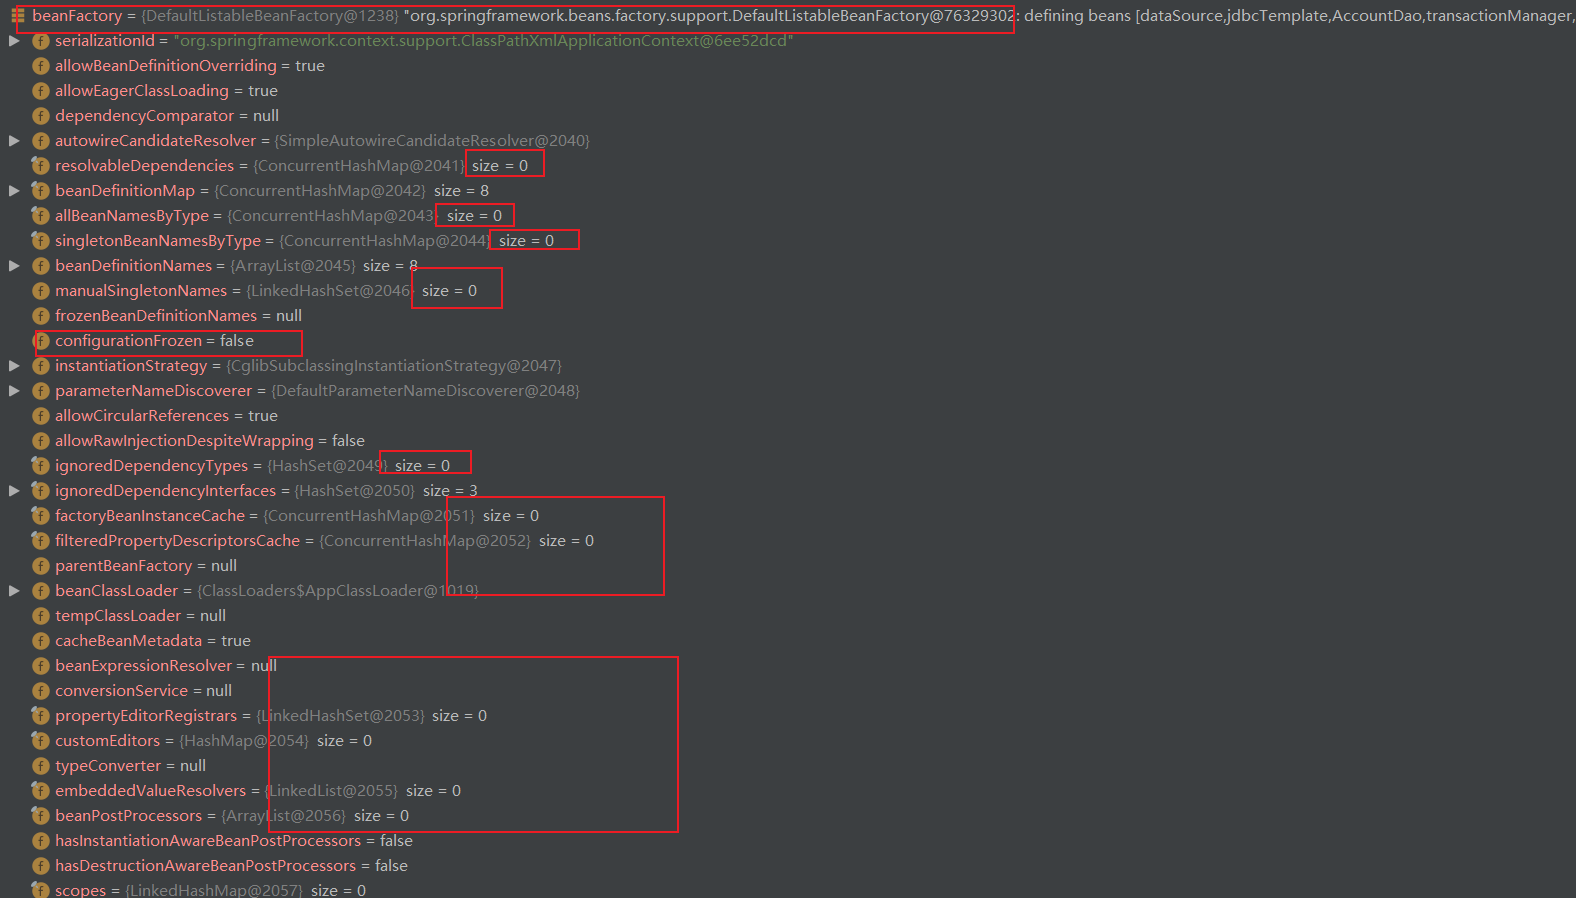 beanFactory = {DefaultListableBeanFactory@1238} "org.springframework.beans.factory.support.DefaultListableBeanFactory@76329302: defining beans [dataSource,jdbcTemplate,AccountDao,transactionManager,
serializationId = "org.springframework.context.support.ClassPathXmlApplicationContext@6ee52dcd"
allowBeanDefinitionOverriding = true
allowEagerClassLoading = true
dependencyComparator = null
autowireCandidateResolver = {SimpleAutowireCandidateResolver@2040}
resolvableDependencies = {ConcurrentHashMap@2041} size = 0
beanDefinitionMap = {ConcurrentHashMap@2042} size = 8
allBeanNamesByType = {ConcurrentHashMap@2043} size = 0
singletonBeanNamesByType = {ConcurrentHashMap@2044} size = 0
beanDefinitionNames = {ArrayList@2045} size = 8
manualSingletonNames = {LinkedHashSet@2046} size = 0
frozenBeanDefinitionNames = null
configurationFrozen = false
instantiationStrategy = {CglibSubclassingInstantiationStrategy@2047}
parameterNameDiscoverer = {DefaultParameterNameDiscoverer@2048}
allowCircularReferences = true
allowRawInjectionDespiteWrapping = false
ignoredDependencyTypes = {HashSet@2049} size = 0
ignoredDependencyInterfaces = {HashSet@2050} size = 3
factoryBeanInstanceCache = {ConcurrentHashMap@2051} size = 0
filteredPropertyDescriptorsCache = {ConcurrentHashMap@2052} size = 0
parentBeanFactory = null
beanClassLoader = {ClassLoaders$AppClassLoader@1019}
tempClassLoader = null
cacheBeanMetadata = true
beanExpressionResolver = null
conversionService = null
propertyEditorRegistrars = {LinkedHashSet@2053} size = 0
customEditors = {HashMap@2054} size = 0
typeConverter = null
embeddedValueResolvers = {LinkedList@2055} size = 0
beanPostProcessors = {ArrayList@2056} size = 0
hasInstantiationAwareBeanPostProcessors = false
hasDestructionAwareBeanPostProcessors = false
scopes = {LinkedHashMap@2057} size = 0